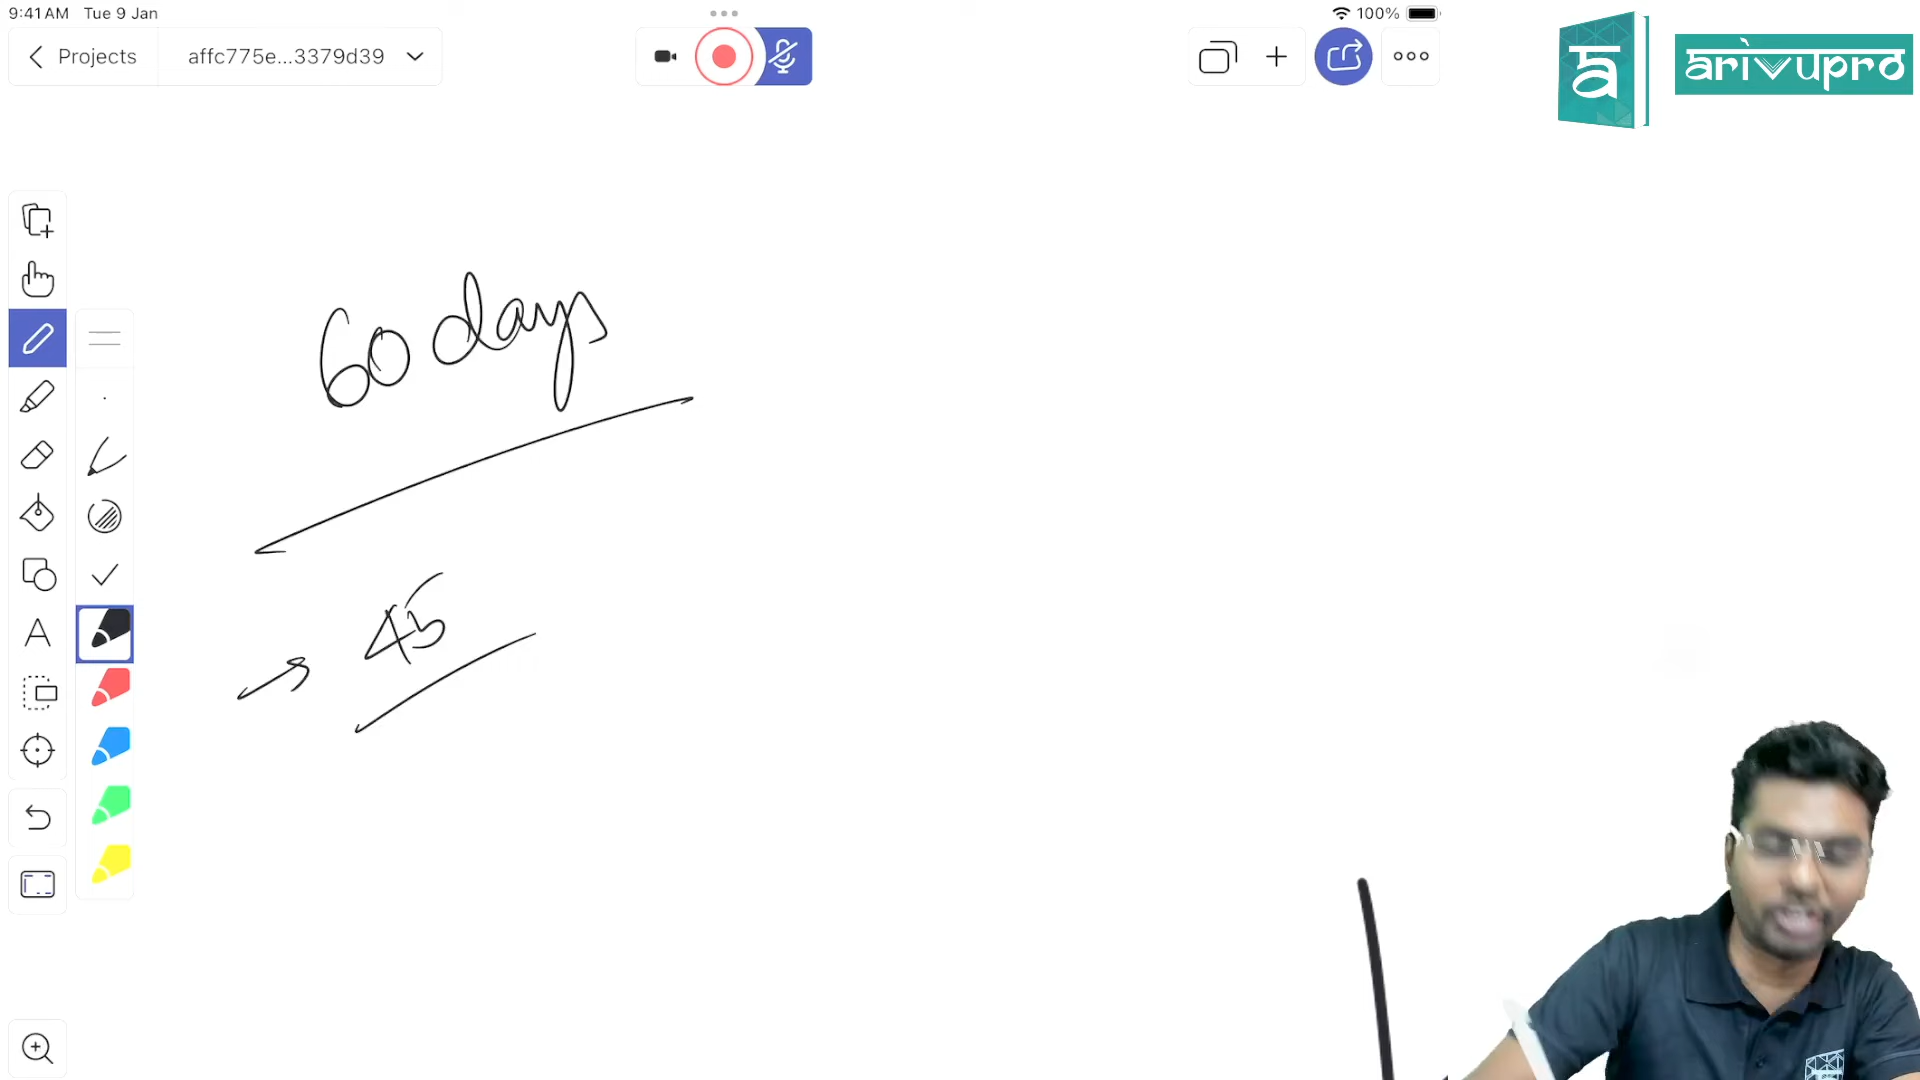 9:41 AM Tue 9 Jan
100%
Projects
affc775e...3379d39
ā
arivupro
60 days
45
A